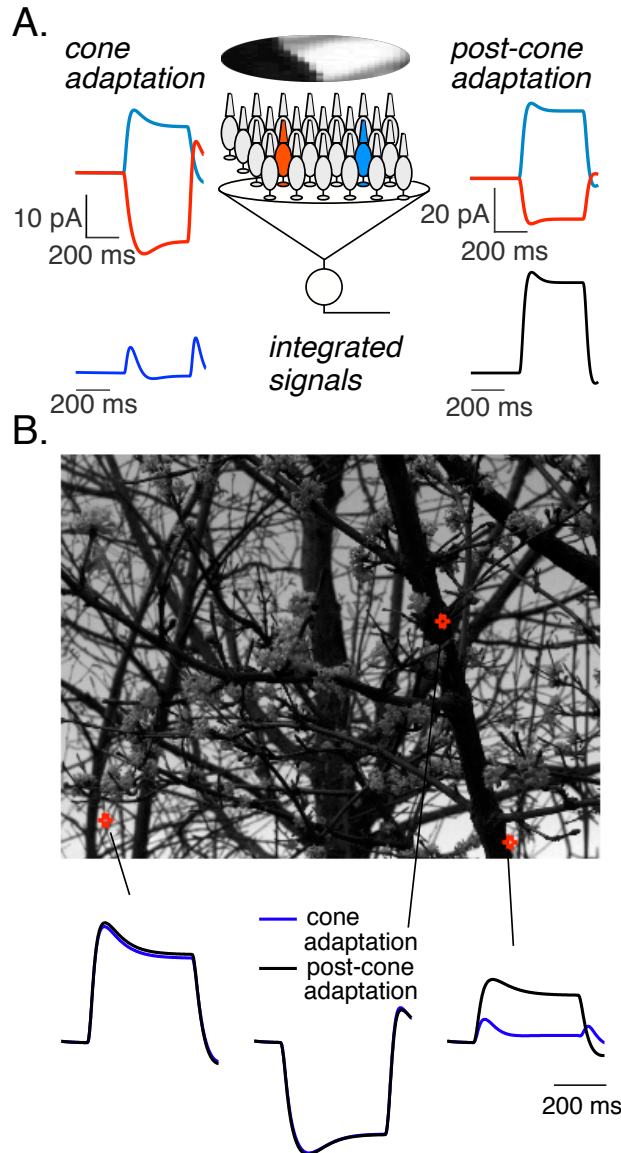 A.
cone
adaptation
post-cone
adaptation
10 pA
200 ms
20 pA
200 ms
integrated
signals
200 ms
200 ms
B.
cone
adaptation
post-cone
adaptation
200 ms